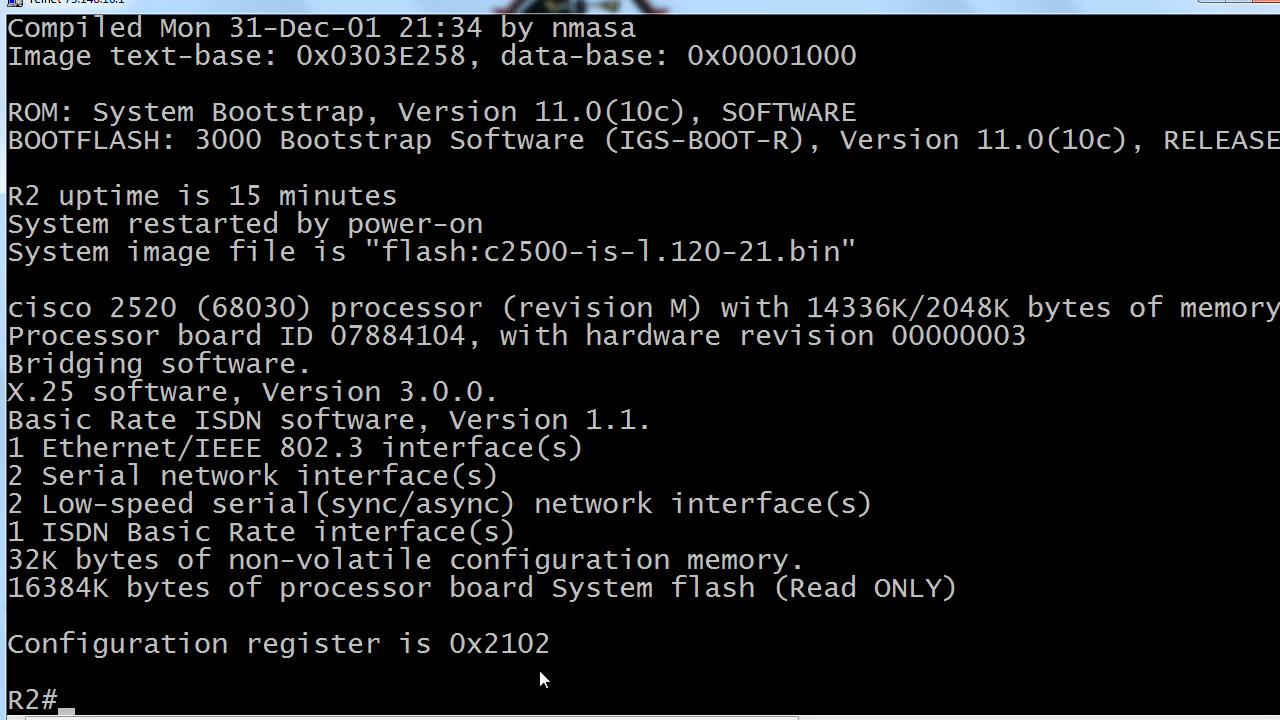 Compiled Mon 31-Dec-01 21:34 by nmasa
Image text-base: 0x0303E258, data-base: 0x00001000
ROM: System Bootstrap, Version 11.0(10c), SOFTWARE
BOOTFLASH: 3000 Bootstrap Software (IGS-BOOT-R), Version 11.0(10c), RELEASE
R2 uptime is 15 minutes
System restarted by power-on
System image file is "flash:c2500-is-l.120-21.bin"
cisco 2520 (68030) processor (revision M) with 14336K/2048K bytes of memory
Processor board ID 07884104, with hardware revision 00000003
Bridging software.
X.25 software, Version 3.0.0.
Basic Rate ISDN software, Version 1.1.
1 Ethernet/IEEE 802.3 interface(s)
2 Serial network interface(s)
2 Low-speed serial(sync/async) network interface(s)
1 ISDN Basic Rate interface(s)
32K bytes of non-volatile configuration memory.
16384K bytes of processor board System flash (Read ONLY)
Configuration register is 0x2102
R2#